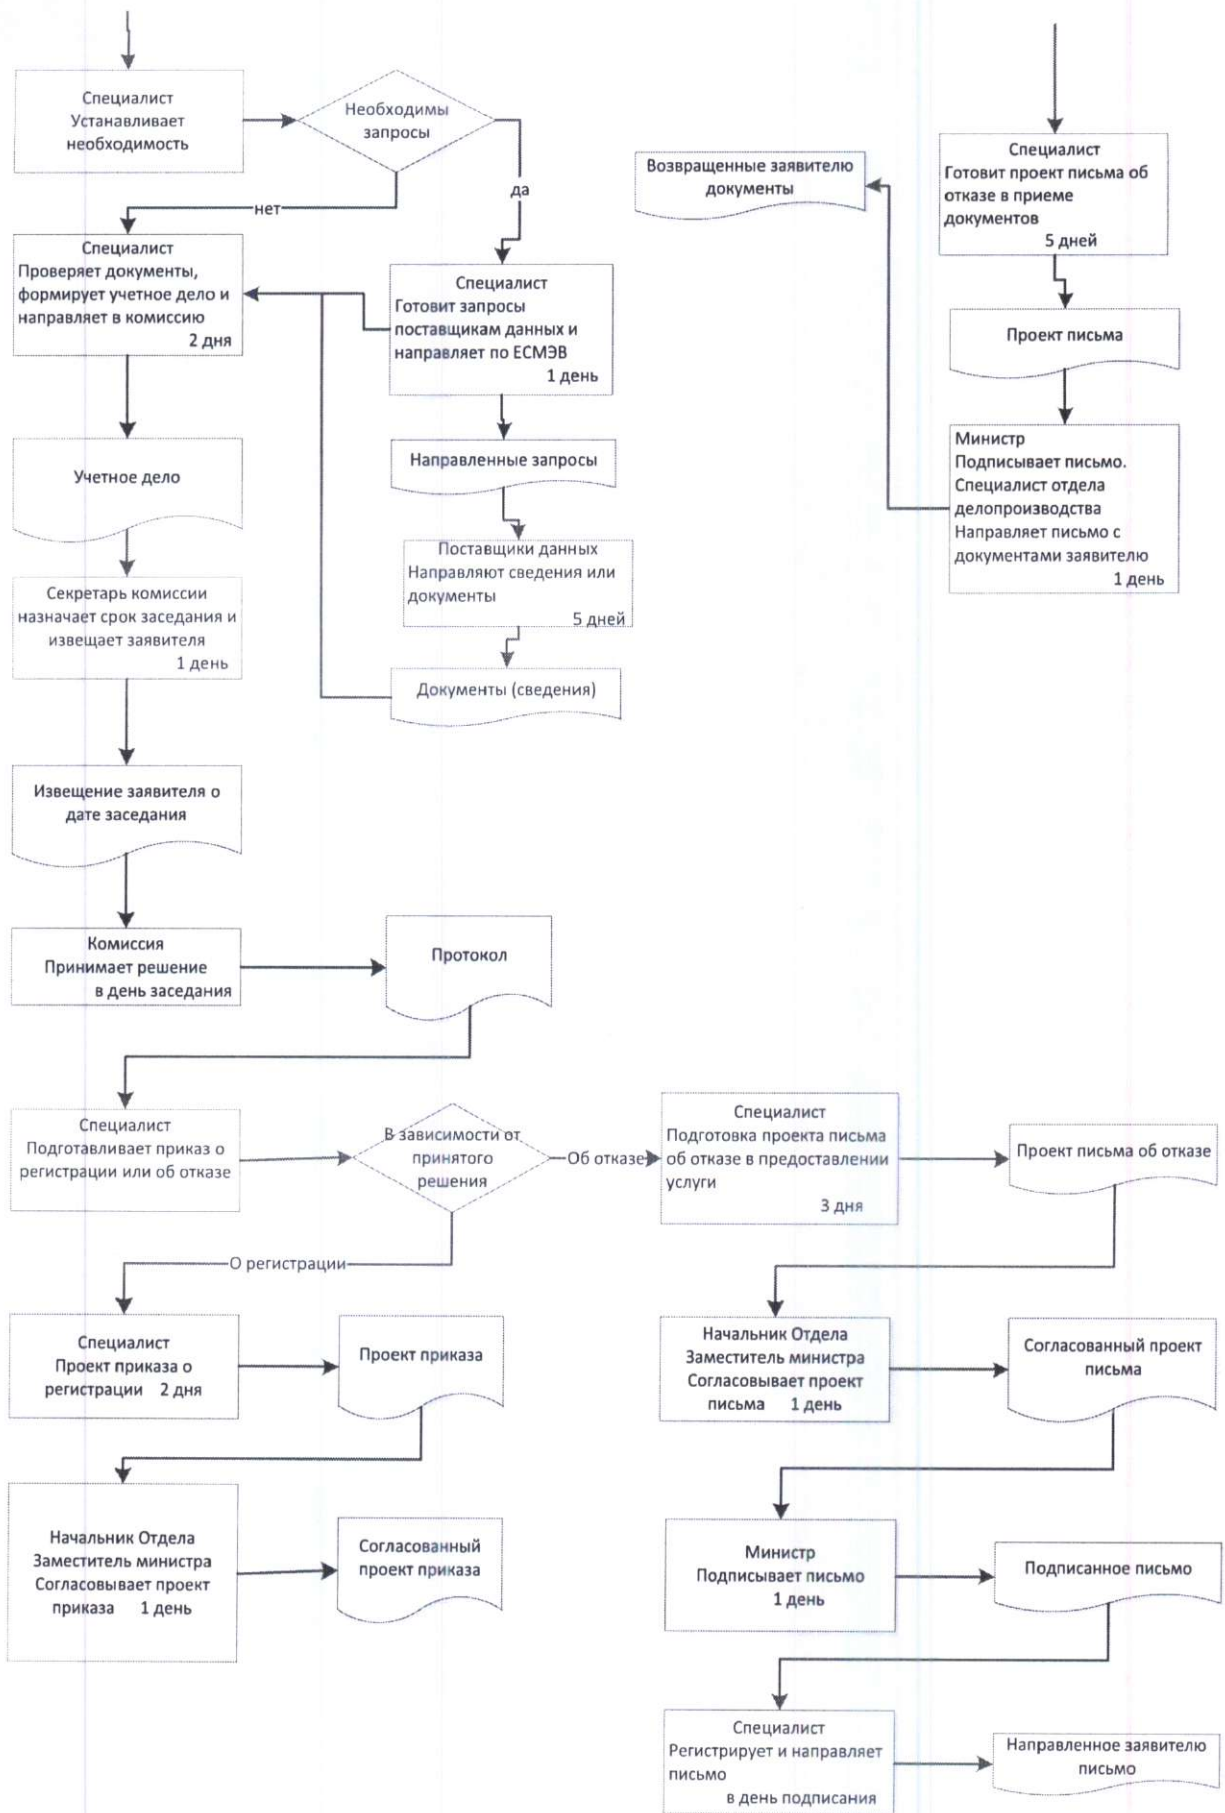 Специалист
Устанавливает
необходимость
Необходимы
запросы
да
нет
Специалист
Проверяет документы,
формирует учетное дело и
направляет в комиссию
2 дня
Специалист
Готовит запросы
поставщикам данных и
направляет по ЕСМЭВ
1 день
Учетное дело
Направленные запросы
Поставщики данных
Направляют сведения или
документы
5 дней
Секретарь комиссии
назначает срок заседания и
извещает заявителя
1 день
Документы (сведения)
Извещение заявителя о
дате заседания
Комиссия
Принимает решение
в день заседания
Протокол
Возвращенные заявителю
документы
Специалист
Готовит проект письма об
отказе в приеме
документов
5 дней
Проект письма
Министр
Подписывает письмо.
Специалист отдела
делопроизводства
Направляет письмо с
документами заявителю
1 день
Специалист
Подготавливает приказ о
регистрации или об отказе
В зависимости от
принятого
решения
Об отказе
Специалист
Подготовка проекта письма
об отказе в предоставлении
услуги
3 дня
Проект письма об отказе
О регистрации
Специалист
Проект приказа о
регистрации 2 дня
Проект приказа
Начальник Отдела
Заместитель министра
Согласовывает проект
письма 1 день
Согласованный проект
письма
Начальник Отдела
Заместитель министра
Согласовывает проект
приказа 1 день
Согласованный
проект приказа
Министр
Подписывает письмо
1 день
Подписанное письмо
Специалист
Регистрирует и направляет
письмо
в день подписания
Направленное заявителю
письмо